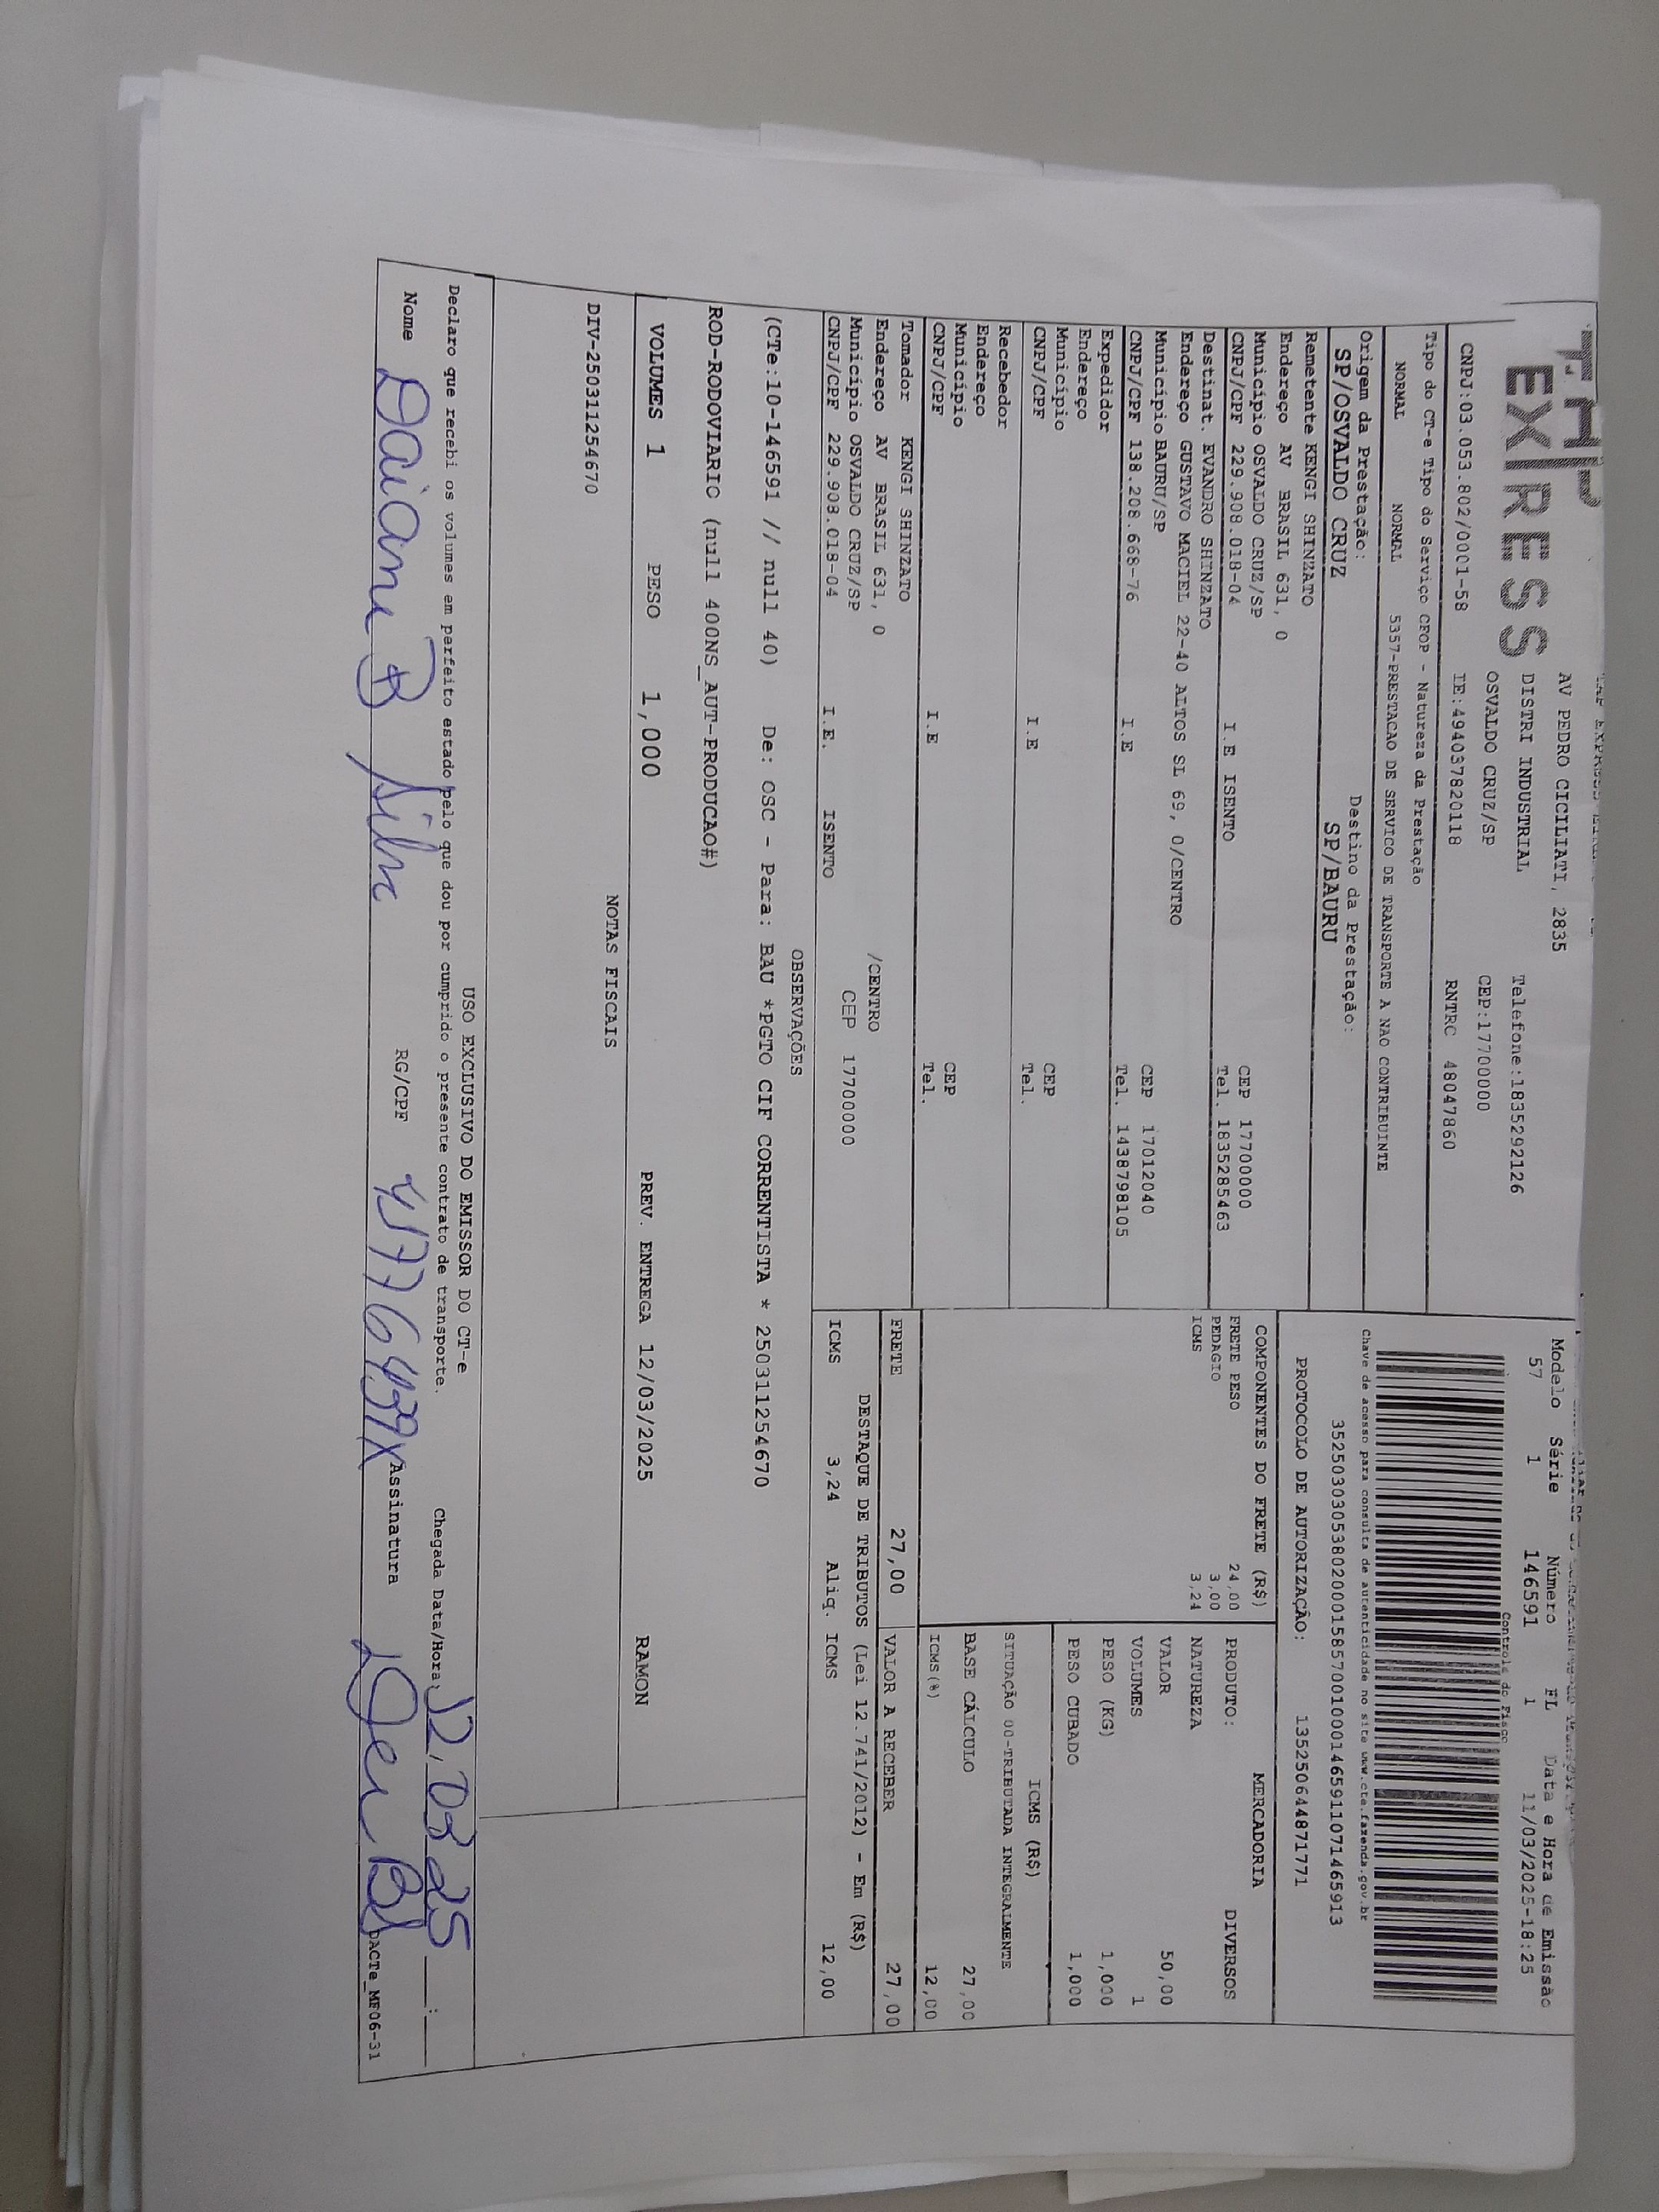 EXPRESS
AV PEDRO CICILIATI, 2835
DISTRI INDUSTRIAL Telefone:1835292126
OSVALDO CRUZ/SP CEP:17700000
CNPJ:03.053.802/0001-58 IE:494037820118 RNTRC 48047860
Modelo Série Número FL Data e Hora de Emissão
57 1 146591 1 11/03/2025-18:25
Controle do Fisco
Chave de acesso para consulta de autenticidade no site www.cte.fazenda.gov.br
35250303053802000158570010001465911071465913
PROTOCOLO DE AUTORIZAÇÃO: 135250644871771
Tipo do CT-e Tipo do Serviço CFOP - Natureza da Prestação
NORMAL NORMAL 5357-PRESTACAO DE SERVICO DE TRANSPORTE A NAO CONTRIBUINTE
Origem da Prestação: Destino da Prestação:
SP/OSVALDO CRUZ SP/BAURU
Remetente KENGI SHINZATO
Endereço AV BRASIL 631, 0
Município OSVALDO CRUZ/SP CEP 17700000
CNPJ/CPF 229.908.018-04 I.E ISENTO Tel. 1835285463
Destinat. EVANDRO SHINZATO
Endereço GUSTAVO MACIEL 22-40 ALTOS SL 69, 0/CENTRO
Município BAURU/SP CEP 17012040
CNPJ/CPF 138.208.668-76 I.E Tel. 1438798105
Expedidor
Endereço
Município CEP
CNPJ/CPF I.E Tel.
Recebedor
Endereço
Município CEP
CNPJ/CPF I.E Tel.
Tomador KENGI SHINZATO
Endereço AV BRASIL 631, 0 /CENTRO
Município OSVALDO CRUZ/SP CEP 17700000
CNPJ/CPF 229.908.018-04 I.E. ISENTO
COMPONENTES DO FRETE (R$)
FRETE PESO 24,00
PEDAGIO 3,00
ICMS 3,24
MERCADORIA
PRODUTO: DIVERSOS
NATUREZA
VALOR 50,00
VOLUMES 1
PESO (KG) 1,000
PESO CUBADO 1,000
ICMS (R$)
SITUAÇÃO 00-TRIBUTADA INTEGRALMENTE
BASE CÁLCULO 27,00
ICMS(%) 12,00
FRETE 27,00 VALOR A RECEBER 27,00
DESTAQUE DE TRIBUTOS (Lei 12.741/2012) - Em (R$)
ICMS 3,24 Aliq. ICMS 12,00
OBSERVAÇÕES
(CTe:10-146591 // null 40) De: OSC - Para: BAU *PGTO CIF CORRENTISTA * 250311254670
ROD-RODOVIARIO (null 400NS_AUT-PRODUCAO#)
VOLUMES 1 PESO 1,000 PREV. ENTREGA 12/03/2025 RAMON
NOTAS FISCAIS
DIV-250311254670
USO EXCLUSIVO DO EMISSOR DO CT-e
Declaro que recebi os volumes em perfeito estado pelo que dou por cumprido o presente contrato de transporte. Chegada Data/Hora: 12.03 25 :
Nome Daiane B Silva RG/CPF Assinatura DACTe_MF06-31